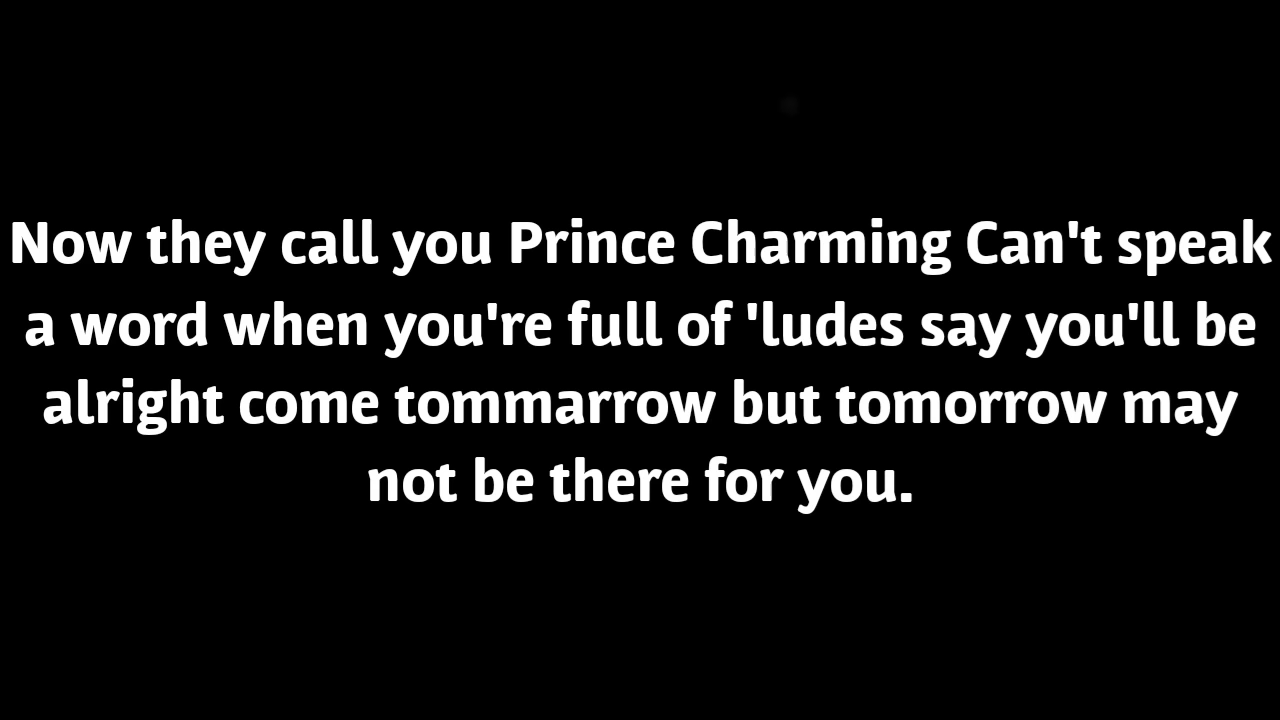 Now they call you Prince Charming Can't speak
a word when you're full of 'ludes say you'll be
alright come tommarrow but tomorrow may
not be there for you.